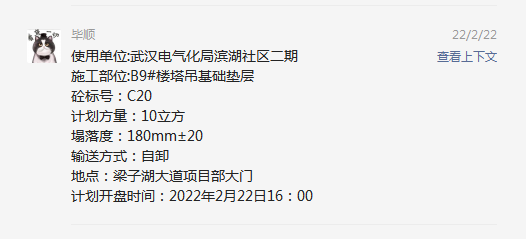 毕顺
22/2/22
使用单位:武汉电气化局滨湖社区二期
查看上下文
施工部位:B9#楼塔吊基础垫层
砼标号：C20
计划方量：10立方
塌落度：180mm±20
输送方式：自卸
地点：梁子湖大道项目部大门
计划开盘时间：2022年2月22日16：00